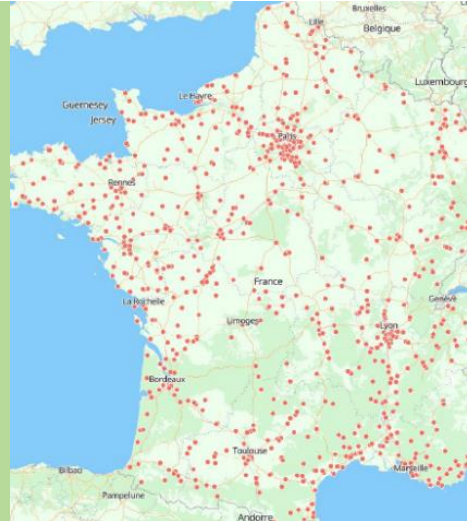 Bruxelles
Lille
Belgique
Luxembourg
Guernesey
Le Havre
Jersey
Paris
Rennes
France
La Rochelle
Genève
Limoges
Lyon
Bordeaux
Toulouse
Bilbao
Marseille
Pampelune
Andorre